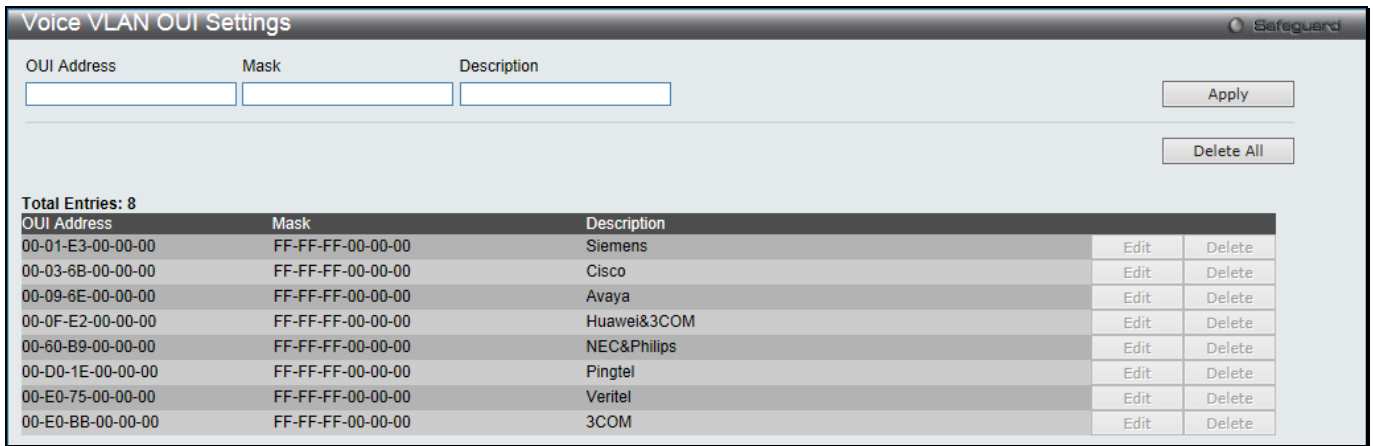 Voice VLAN OUI Settings
Safeguard
OUI Address Mask Description
Apply
Delete All
Total Entries: 8
OUI Address Mask Description
00-01-E3-00-00-00 FF-FF-FF-00-00-00 Siemens Edit Delete
00-03-6B-00-00-00 FF-FF-FF-00-00-00 Cisco Edit Delete
00-09-6E-00-00-00 FF-FF-FF-00-00-00 Avaya Edit Delete
00-0F-E2-00-00-00 FF-FF-FF-00-00-00 Huawei&3COM Edit Delete
00-60-B9-00-00-00 FF-FF-FF-00-00-00 NEC&Philips Edit Delete
00-D0-1E-00-00-00 FF-FF-FF-00-00-00 Pingtel Edit Delete
00-E0-75-00-00-00 FF-FF-FF-00-00-00 Veritel Edit Delete
00-E0-BB-00-00-00 FF-FF-FF-00-00-00 3COM Edit Delete